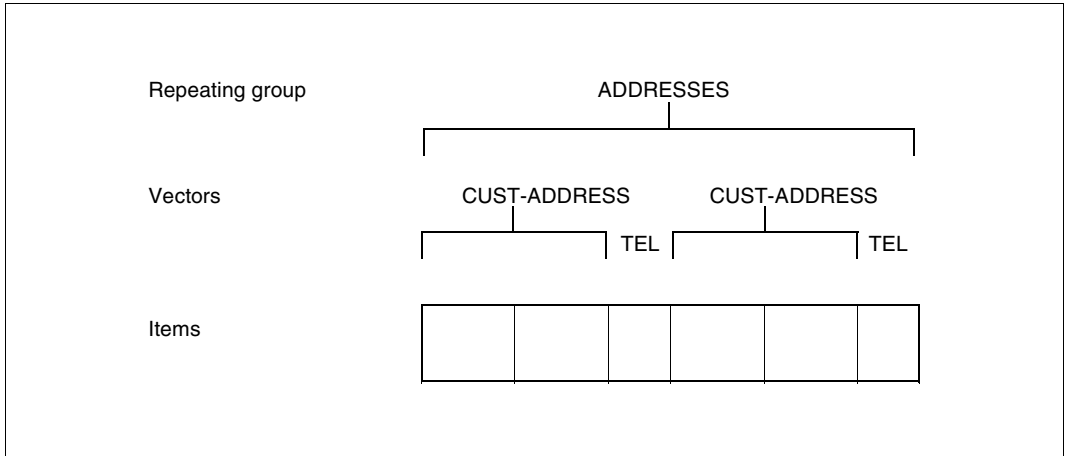 Repeating group ADDRESSES
Vectors CUST-ADDRESS CUST-ADDRESS
TEL TEL
Items